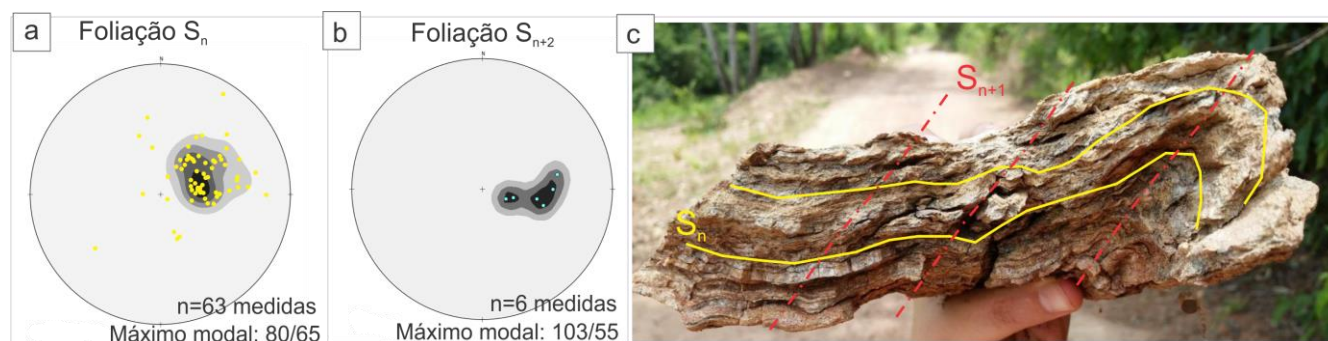 a
Foliação Sₙ
N
n=63 medidas
Máximo modal: 80/65
b
Foliação Sₙ₊₂
N
n=6 medidas
Máximo modal: 103/55
c
Sₙ₊₁
Sₙ